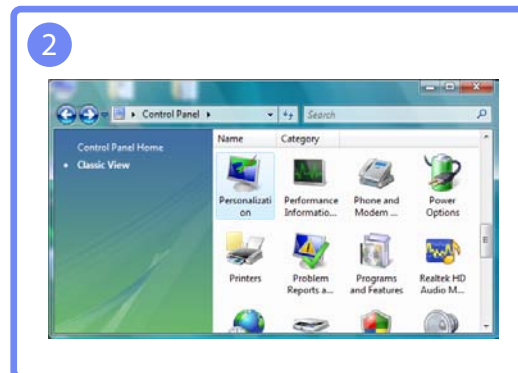 2
Control Panel
Search
Control Panel Home
Classic View
Name Category
Personalizati
on
Performance
Informatio...
Phone and
Modem ...
Power
Options
Printers
Problem
Reports a...
Programs
and Features
Realtek HD
Audio M...